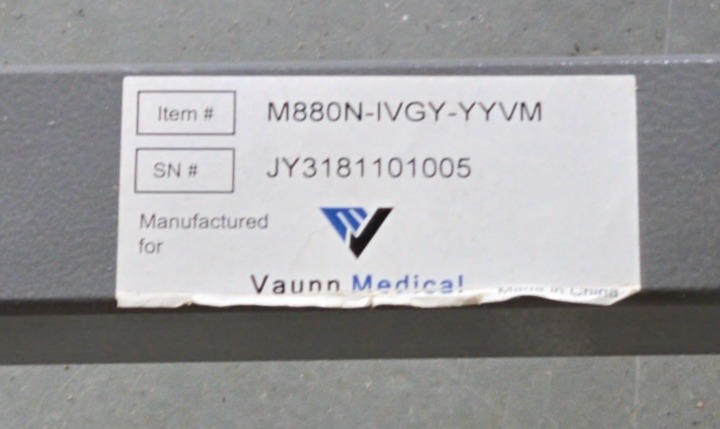 Item # M880N-IVGY-YYVM
SN # JY3181101005
Manufactured
for
Vaunn Medical Made in China